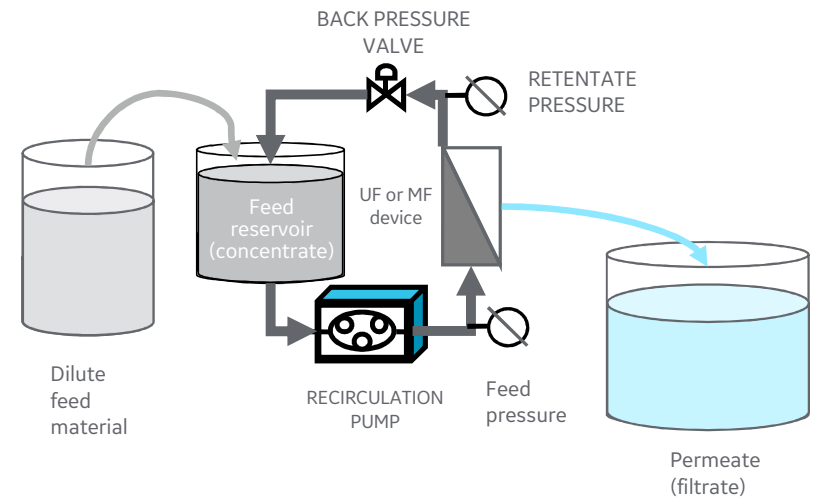 BACK PRESSURE
VALVE
RETENTATE
PRESSURE
UF or MF
device
Feed
reservoir
(concentrate)
Dilute
feed
material
RECIRCULATION
PUMP
Feed
pressure
Permeate
(filtrate)